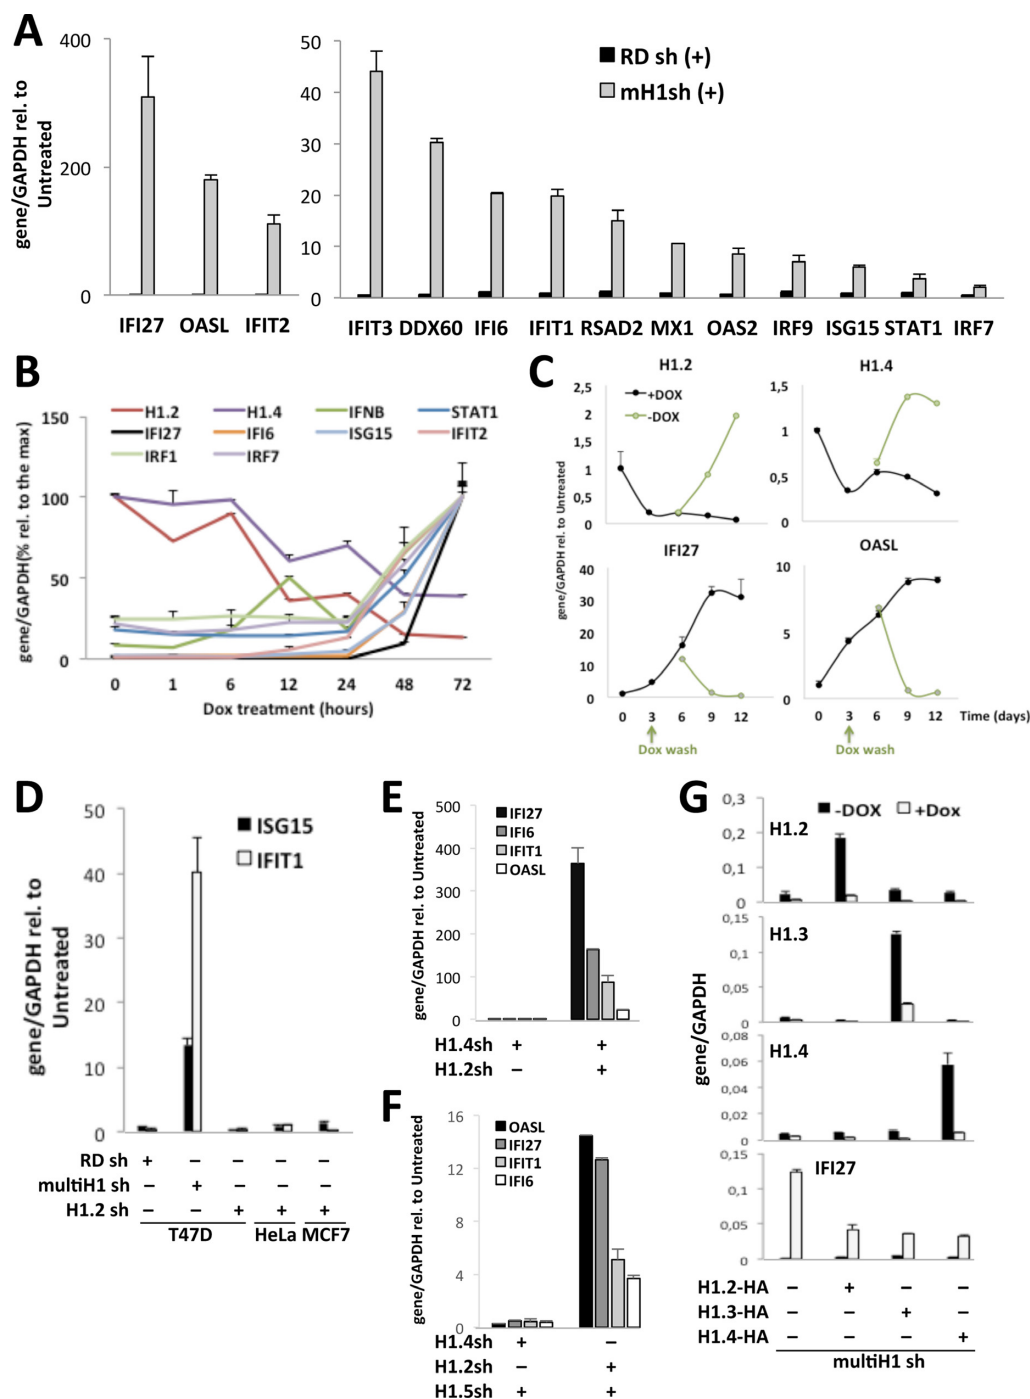 A
gene/GAPDH rel. to Untreated
400
200
0
IFI27 OASL IFIT2
50
40
30
20
10
0
RD sh (+)
mH1sh (+)
IFIT3 DDX60 IFI6 IFIT1 RSAD2 MX1 OAS2 IRF9 ISG15 STAT1 IRF7
B
gene/GAPDH(% rel. to the max)
150
100
50
0
H1.2 H1.4 IFNB STAT1
IFI27 IFI6 ISG15 IFIT2
IRF1 IRF7
0 1 6 12 24 48 72
Dox treatment (hours)
C
gene/GAPDH rel. to Untreated
H1.2
2,5
2
1,5
1
0,5
0
+DOX
-DOX
H1.4
1,5
1
0,5
0
IFI27
40
30
20
10
0
0 3 6 9 12
Dox wash
OASL
10
5
0
0 3 6 9 12 Time (days)
Dox wash
D
gene/GAPDH rel. to Untreated
50
40
30
20
10
0
ISG15
IFIT1
RD sh + – – – –
multiH1 sh – + – – –
H1.2 sh – – + + +
T47D HeLa MCF7
E
gene/GAPDH rel. to Untreated
500
400
300
200
100
0
IFI27
IFI6
IFIT1
OASL
H1.4sh + +
H1.2sh – +
F
gene/GAPDH rel. to Untreated
16
12
8
4
0
OASL
IFI27
IFIT1
IFI6
H1.4sh + –
H1.2sh – +
H1.5sh + +
G
gene/GAPDH
-DOX +Dox
H1.2
0,3
0,2
0,1
0
H1.3
0,15
0,1
0,05
0
H1.4
0,08
0,06
0,04
0,02
0
IFI27
0,15
0,1
0,05
0
H1.2-HA – + – –
H1.3-HA – – + –
H1.4-HA – – – +
multiH1 sh